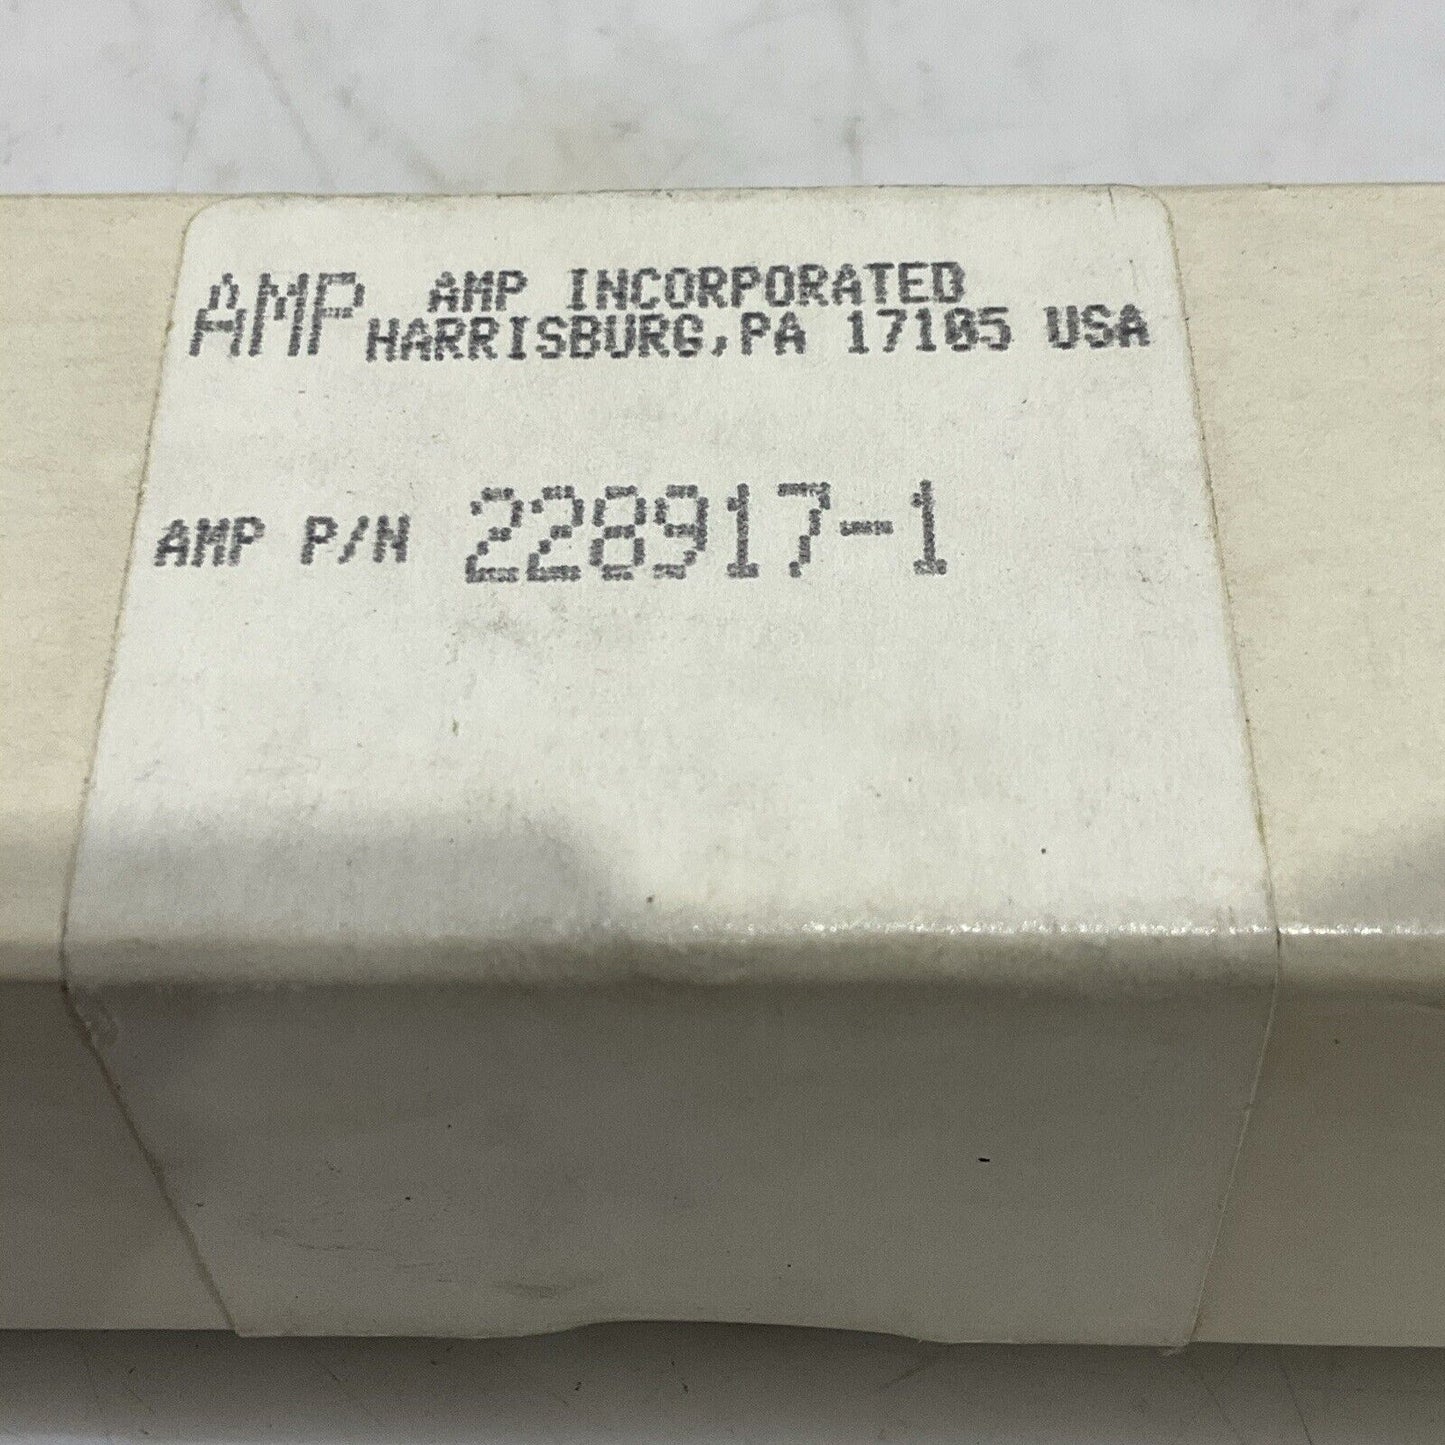 AMP AMP INCORPORATED
HARRISBURG,PA 17105 USA
AMP P/N 228917-1